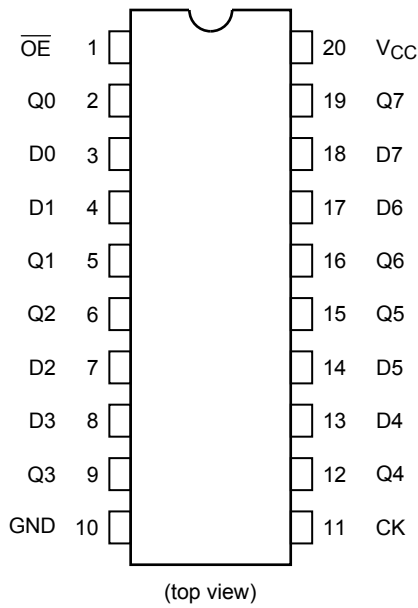 O̅E̅ 1 20 VCC
Q0 2 19 Q7
D0 3 18 D7
D1 4 17 D6
Q1 5 16 Q6
Q2 6 15 Q5
D2 7 14 D5
D3 8 13 D4
Q3 9 12 Q4
GND 10 11 CK
(top view)